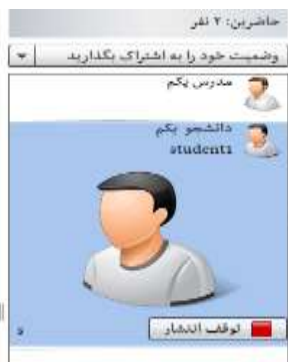 حاضرین: ۲ نفر
وضعیت خود را به اشتراک بگذارید
مدرس یکم
دانشجو یکم
student1
توقف انتشار